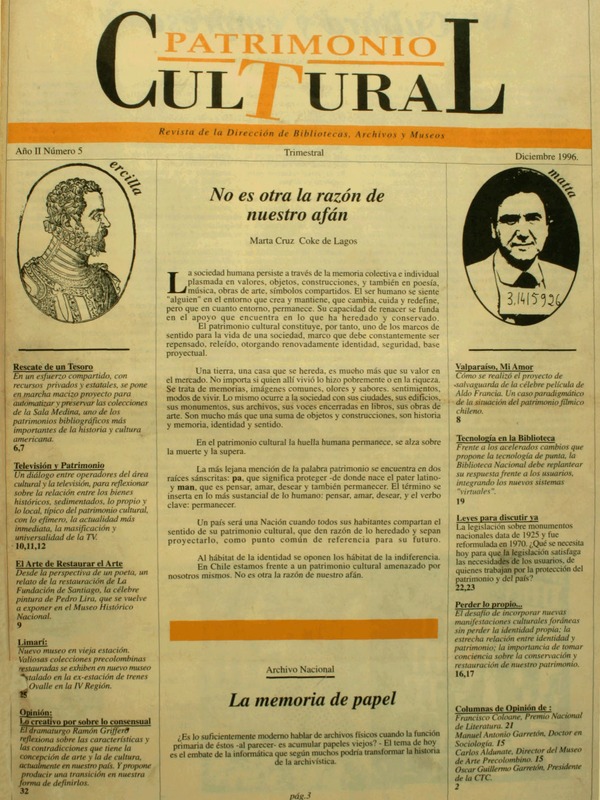 PATRIMONIO
CULTURAL
Revista de la Dirección de Bibliotecas, Archivos y Museos
Año II Número 5
Trimestral
Diciembre 1996.
ercilla
Rescate de un Tesoro
En un esfuerzo compartido, con
recursos privados y estatales, se pone
en marcha macizo proyecto para
automatizar y preservar las colecciones
de la Sala Medina, uno de los
patrimonios bibliográficos más
importantes de la historia y cultura
americana.
6,7
Televisión y Patrimonio
Un diálogo entre operadores del área
cultural y la televisión, para reflexionar
sobre la relación entre los bienes
históricos, sedimentados, lo propio y
lo local, típico del patrimonio cultural,
con lo efímero, la actualidad más
inmediata, la masificación y
universalidad de la TV.
10,11,12
El Arte de Restaurar el Arte
Desde la perspectiva de un poeta, un
relato de la restauración de La
Fundación de Santiago, la célebre
pintura de Pedro Lira, que se vuelve
a exponer en el Museo Histórico
Nacional.
9
Limarí:
Nuevo museo en vieja estación.
Valiosas colecciones precolombinas
restauradas se exhiben en nuevo museo
instalado en la ex-estación de trenes
Ovalle en la IV Región.
Opinión:
Lo creativo por sobre lo consensual
El dramaturgo Ramón Griffero
reflexiona sobre las características y
las contradicciones que tiene la
concepción de arte y la de cultura,
actualmente en nuestro país. Y propone
producir una transición en nuestra
forma de definirlos.
32
No es otra la razón de
nuestro afán
Marta Cruz Coke de Lagos
La sociedad humana persiste a través de la memoria colectiva e individual
plasmada en valores, objetos, construcciones, y también en poesía,
música, obras de arte, símbolos compartidos. El ser humano se siente
"alguien" en el entorno que crea y mantiene, que cambia, cuida y redefine,
pero que en cuanto entorno, permanece. Su capacidad de renacer se funda
en el apoyo que encuentra en lo que ha heredado y conservado.
El patrimonio cultural constituye, por tanto, uno de los marcos de
sentido para la vida de una sociedad, marco que debe constantemente ser
repensado, releído, otorgando renovadamente identidad, seguridad, base
proyectual.
Una tierra, una casa que se hereda, es mucho más que su valor en
el mercado. No importa si quien allí vivió lo hizo pobremente o en la riqueza.
Se trata de memorias, imágenes comunes, olores y sabores. sentimientos,
modos de vivir. Lo mismo ocurre a la sociedad con sus ciudades, sus edificios,
sus monumentos, sus archivos, sus voces encerradas en libros, sus obras de
arte. Son mucho más que una suma de objetos y construcciones, son historia
y memoria, identidad y sentido.
En el patrimonio cultural la huella humana permanece, se alza sobre
la muerte y la supera.
La más lejana mención de la palabra patrimonio se encuentra en dos
raíces sánscritas: pa, que significa proteger -de donde nace el pater latino-
y man, que es pensar, amar, desear y también permanecer. El término se
inserta en lo más sustancial de lo humano: pensar, amar, desear, y el verbo
clave: permanecer.
Un país será una Nación cuando todos sus habitantes compartan el
sentido de su patrimonio cultural, que den razón de lo heredado y sepan
proyectarlo, como punto común de referencia para su futuro.
Al hábitat de la identidad se oponen los hábitat de la indiferencia.
En Chile estamos frente a un patrimonio cultural amenazado por
nosotros mismos. No es otra la razón de nuestro afán.
Archivo Nacional
La memoria de papel
¿Es lo suficientemente moderno hablar de archivos físicos cuando la función
primaria de éstos -al parecer- es acumular papeles viejos? - El tema de hoy
es el embate de la informática que según muchos podría transformar la historia
de la archivística.
pág.3
matta
3.1415926
Valparaíso, Mi Amor
Cómo se realizó el proyecto de
salvaguarda de la célebre película de
Aldo Francia. Un caso paradigmático
de la situación del patrimonio fílmico
chileno.
8
Tecnología en la Biblioteca
Frente a los acelerados cambios que
propone la tecnología de punta, la
Biblioteca Nacional debe replantear
su respuesta frente a los usuarios,
integrando los nuevos sistemas
"virtuales".
19
Leyes para discutir ya
La legislación sobre monumentos
nacionales data de 1925 y fue
reformulada en 1970. ¿Qué se necesita
hoy para que la legislación satisfaga
las necesidades de los usuarios, de
quienes trabajan por la protección del
patrimonio y del país?
22,23
Perder lo propio...
El desafío de incorporar nuevas
manifestaciones culturales foráneas
sin perder la identidad propia; la
estrecha relación entre identidad y
patrimonio; la importancia de tomar
conciencia sobre la conservación y
restauración de nuestro patrimonio.
16,17
Columnas de Opinión de :
Francisco Coloane, Premio Nacional
de Literatura. 21
Manuel Antonio Garretón, Doctor en
Sociología. 15
Carlos Aldunate, Director del Museo
de Arte Precolombino. 15
Oscar Guillermo Garretón, Presidente
de la CTC.
2